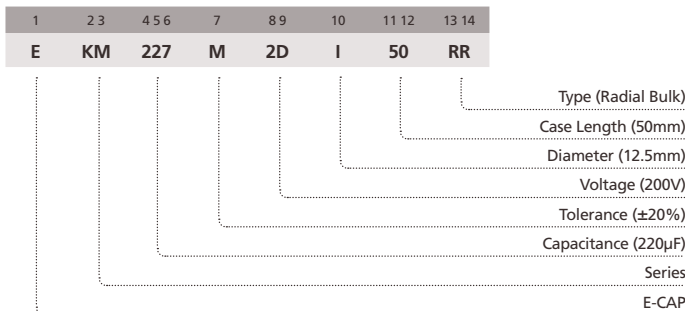 1 2 3 4 5 6 7 8 9 10 11 12 13 14
E KM 227 M 2D I 50 RR
Type (Radial Bulk)
Case Length (50mm)
Diameter (12.5mm)
Voltage (200V)
Tolerance (±20%)
Capacitance (220µF)
Series
E-CAP